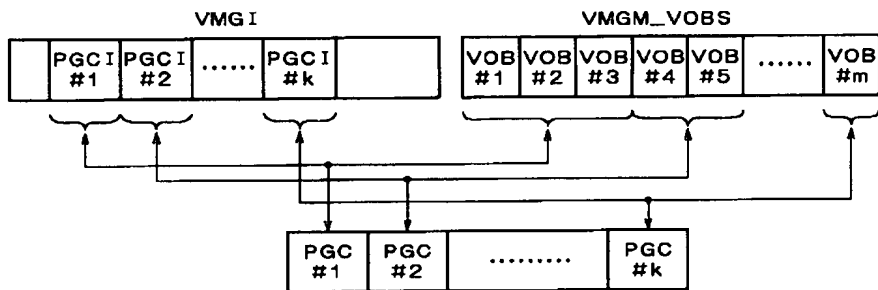 VMGI
VMGM_VOBS
PGCI PGCI ...... PGCI
#1 #2 #k
VOB VOB VOB VOB VOB ...... VOB
#1 #2 #3 #4 #5 #m
PGC PGC ......... PGC
#1 #2 #k